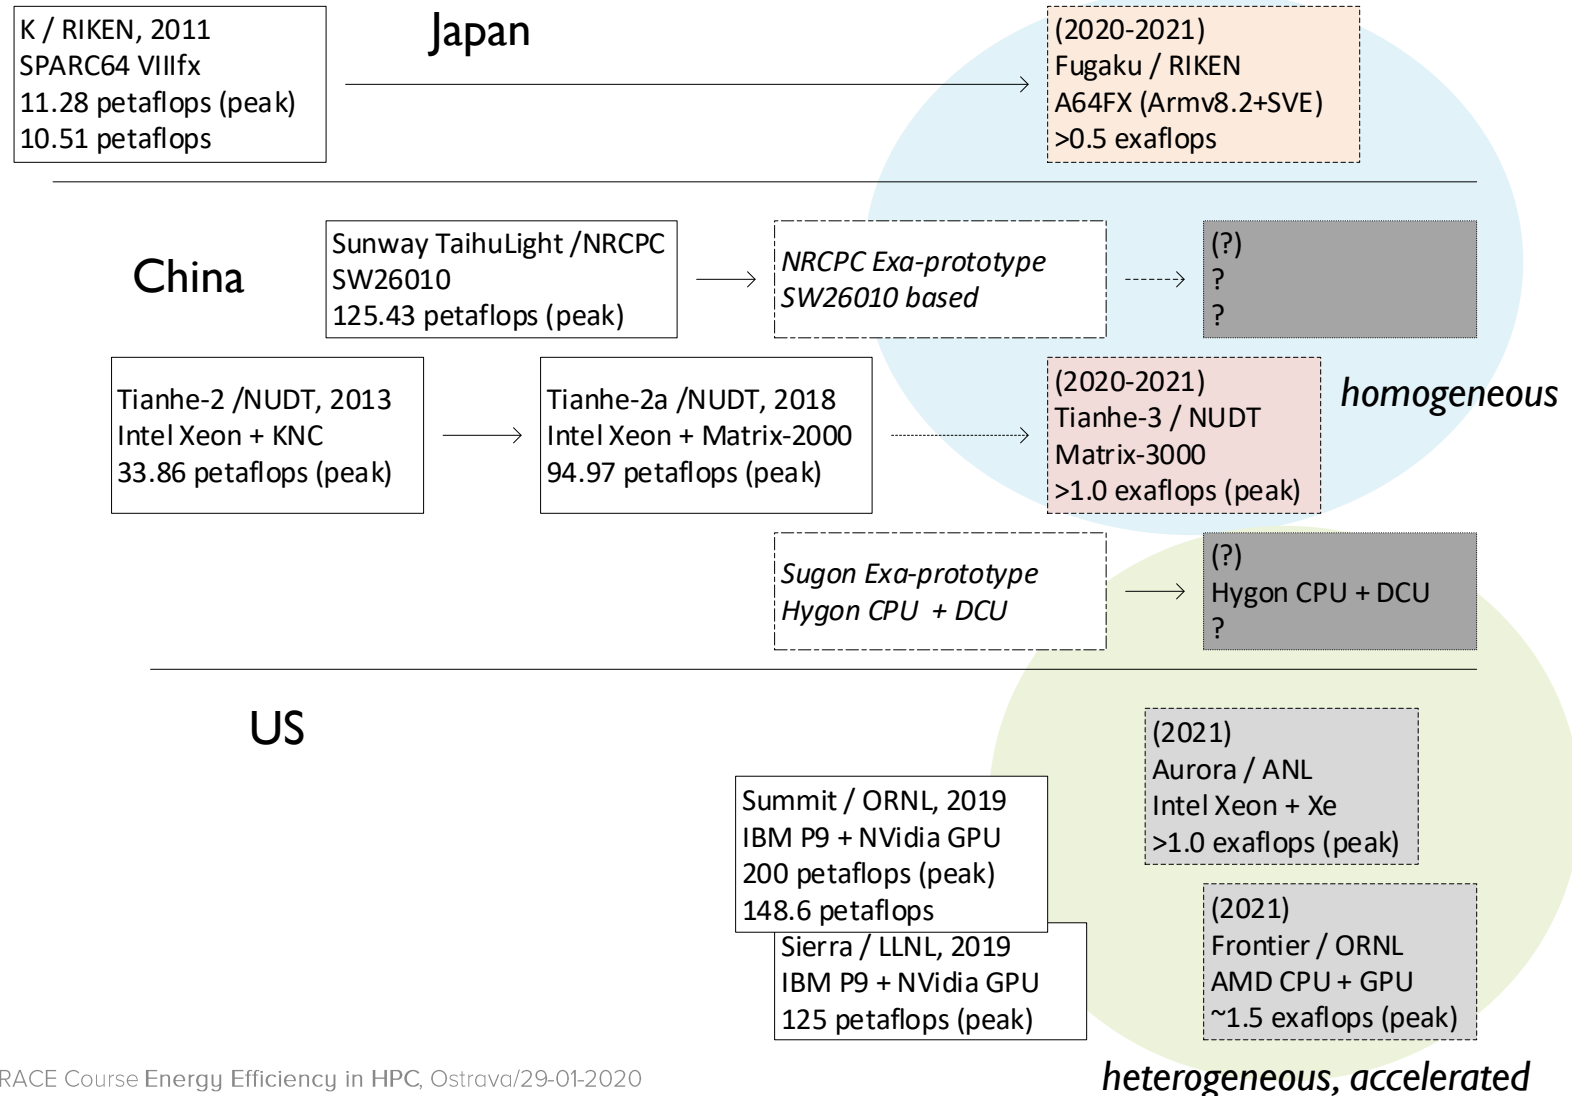 K / RIKEN, 2011
SPARC64 VIIIfx
11.28 petaflops (peak)
10.51 petaflops
Japan
(2020-2021)
Fugaku / RIKEN
A64FX (Armv8.2+SVE)
>0.5 exaflops
China
Sunway TaihuLight /NRCPC
SW26010
125.43 petaflops (peak)
NRCPC Exa-prototype
SW26010 based
(?)
?
?
Tianhe-2 /NUDT, 2013
Intel Xeon + KNC
33.86 petaflops (peak)
Tianhe-2a /NUDT, 2018
Intel Xeon + Matrix-2000
94.97 petaflops (peak)
(2020-2021)
Tianhe-3 / NUDT
Matrix-3000
>1.0 exaflops (peak)
homogeneous
Sugon Exa-prototype
Hygon CPU + DCU
(?)
Hygon CPU + DCU
?
US
Summit / ORNL, 2019
IBM P9 + NVidia GPU
200 petaflops (peak)
148.6 petaflops
Sierra / LLNL, 2019
IBM P9 + NVidia GPU
125 petaflops (peak)
(2021)
Aurora / ANL
Intel Xeon + Xe
>1.0 exaflops (peak)
(2021)
Frontier / ORNL
AMD CPU + GPU
~1.5 exaflops (peak)
heterogeneous, accelerated
RACE Course Energy Efficiency in HPC, Ostrava/29-01-2020